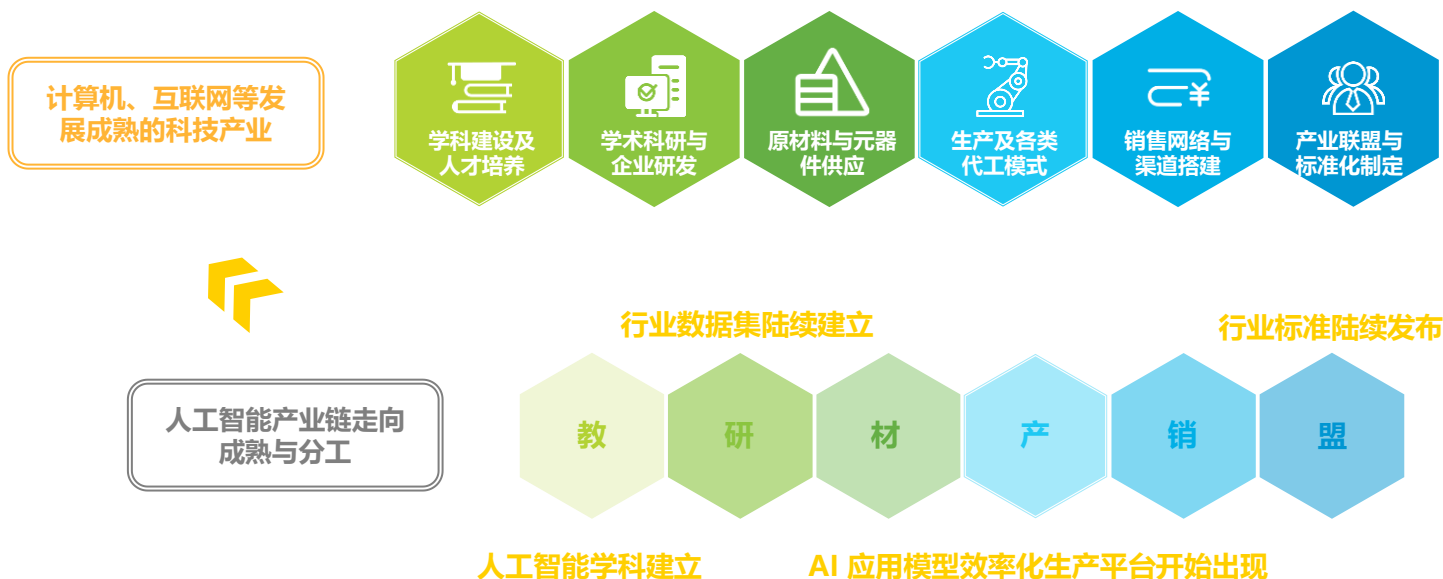 计算机、互联网等发
展成熟的科技产业
学科建设及
人才培养
学术科研与
企业研发
原材料与元器
件供应
生产及各类
代工模式
¥
销售网络与
渠道搭建
产业联盟与
标准化制定
行业数据集陆续建立
行业标准陆续发布
人工智能产业链走向
成熟与分工
教
研
材
产
销
盟
人工智能学科建立
AI 应用模型效率化生产平台开始出现